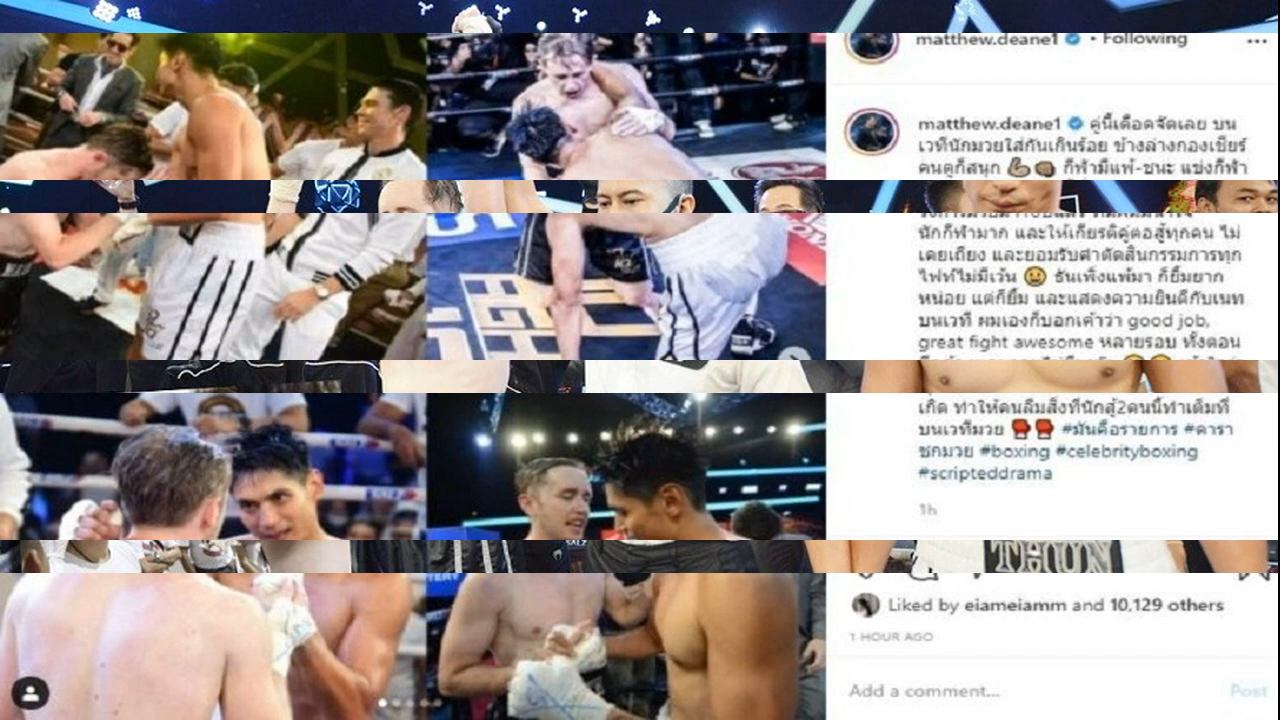 matthew.deane1 • Following
matthew.deane1 คู่นี้เดือดจัดเลย บน
เวทีนักมวยใส่กันเกินร้อย ข้างล่างกองเชียร์
คนดูก็สนุก 💪👊 กีฬามีแพ้-ชนะ แข่งกีฬา
นักกีฬามาก และให้เกียรติคู่ต่อสู้ทุกคน ไม่
เคยเถียง และยอมรับคำตัดสินกรรมการทุก
ไฟท์ไม่มีเว้น ธันเพิ่งแพ้มา ก็ยิ้มยาก
หน่อย แต่ก็ยิ้ม และแสดงความยินดีกับเนท
บนเวที ผมเองก็บอกเค้าว่า good job,
great fight awesome หลายรอบ ทั้งตอน
เกิด ทำให้คนลืมสิ่งที่นักสู้2คนนี้ทำเต็มที่
บนเวทีมวย 🥊🥊 #มันคือรายการ #ดารา
ชกมวย #boxing #celebrityboxing
#scripteddrama
1h
THUN
Liked by eiameiamm and 10,129 others
1 HOUR AGO
Add a comment... Post